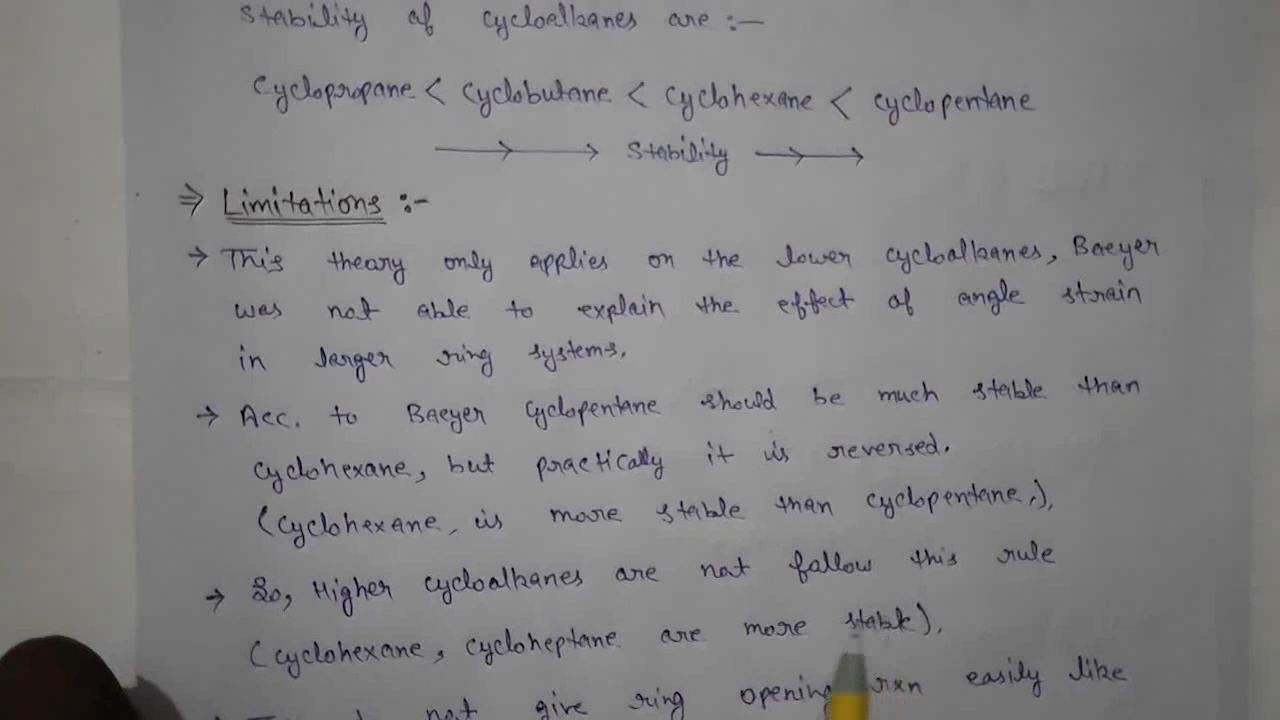 Stability of cycloalkanes are :-
Cyclopropane < cyclobutane < cyclohexane < cyclopentane
→→ Stability →→
⇒ Limitations :-
→ This theary only applies on the lower cycloalkanes, Baeyer
was not able to explain the effect of angle strain
in larger ring systems.
→ Acc. to Baeyer cyclopentane should be much stable than
cyclohexane, but practically it is reversed.
(cyclohexane, is more stable than cyclopentane,),
→ So, Higher cycloalkanes are not fallow this rule
(cyclohexane, cycloheptane are more stable),
not give ring opening rxn easily like